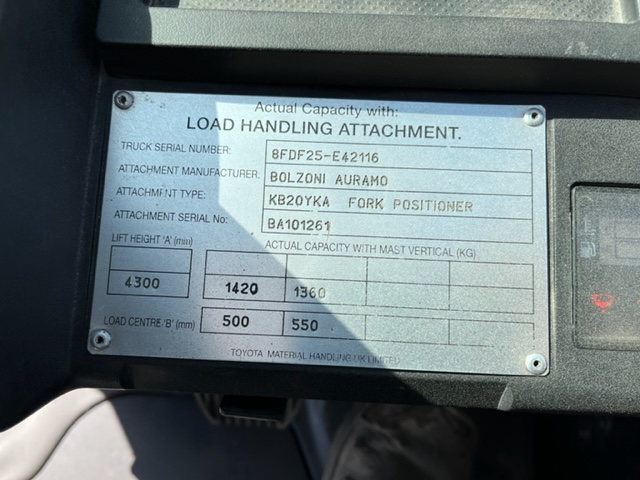 Actual Capacity with:
LOAD HANDLING ATTACHMENT.
TRUCK SERIAL NUMBER: 8FDF25-E42116
ATTACHMENT MANUFACTURER: BOLZONI AURAMO
ATTACHMENT TYPE: KB20YKA FORK POSITIONER
ATTACHMENT SERIAL No: BA101261
LIFT HEIGHT 'A' (mm) ACTUAL CAPACITY WITH MAST VERTICAL (KG)
4300 1420 1360
LOAD CENTRE 'B' (mm) 500 550
TOYOTA MATERIAL HANDLING UK LIMITED